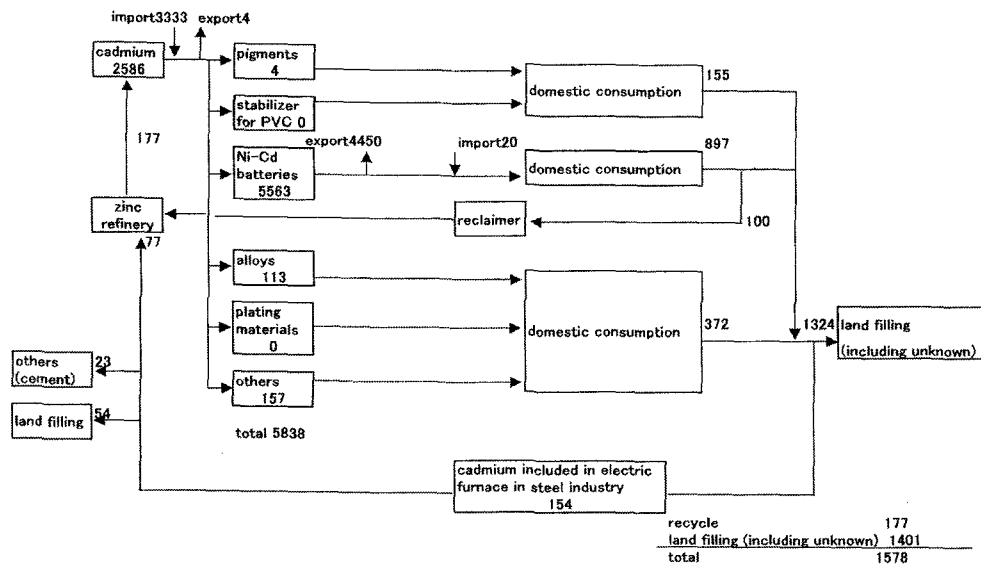 import3333
export4
cadmium
2586
pigments
4
155
domestic consumption
stabilizer
for PVC 0
177
export4450
import20
897
Ni-Cd
batteries
5563
domestic consumption
zinc
refinery
77
reclaimer
100
alloys
113
plating
materials
0
domestic consumption
372
1324
land filling
(including unknown)
others
(cement)
23
others
157
land filling
54
total 5838
cadmium included in electric
furnace in steel industry
154
recycle 177
land filling (including unknown) 1401
total 1578